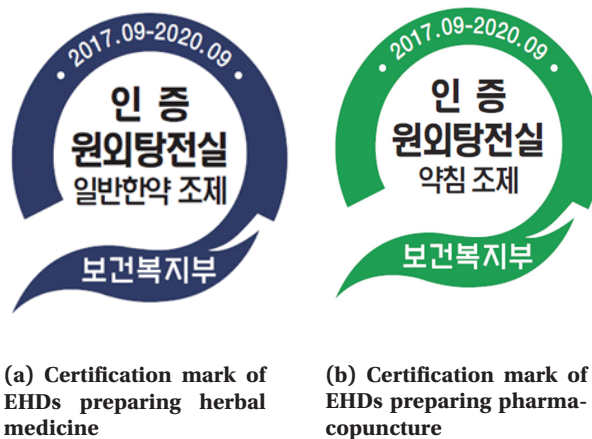 2017.09-2020.09
인 증
원외탕전실
일반한약 조제
보건복지부
(a) Certification mark of
EHDs preparing herbal
medicine
2017.09-2020.09
인 증
원외탕전실
약침 조제
보건복지부
(b) Certification mark of
EHDs preparing pharma-
copuncture